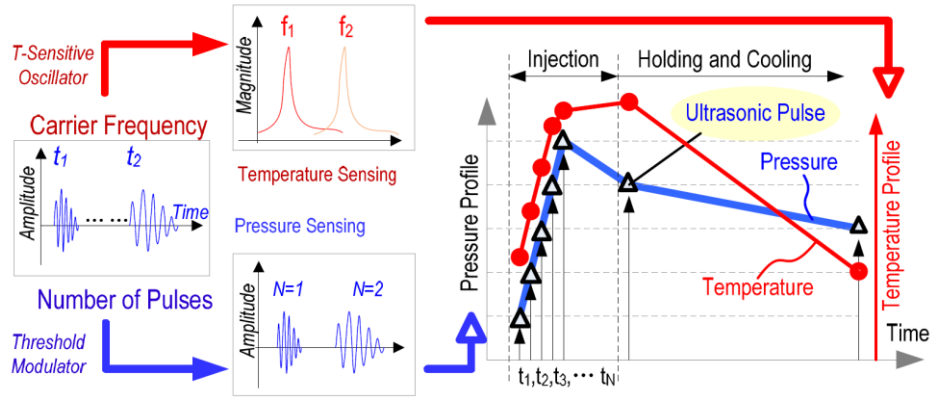 T-Sensitive
Oscillator
Carrier Frequency
t1
t2
Amplitude
Time
Number of Pulses
Threshold
Modulator
Magnitude
f1
f2
Temperature Sensing
Pressure Sensing
Amplitude
N=1
N=2
Injection
Holding and Cooling
Ultrasonic Pulse
Pressure
Temperature
Pressure Profile
Temperature Profile
Time
t1,t2,t3,··· tN